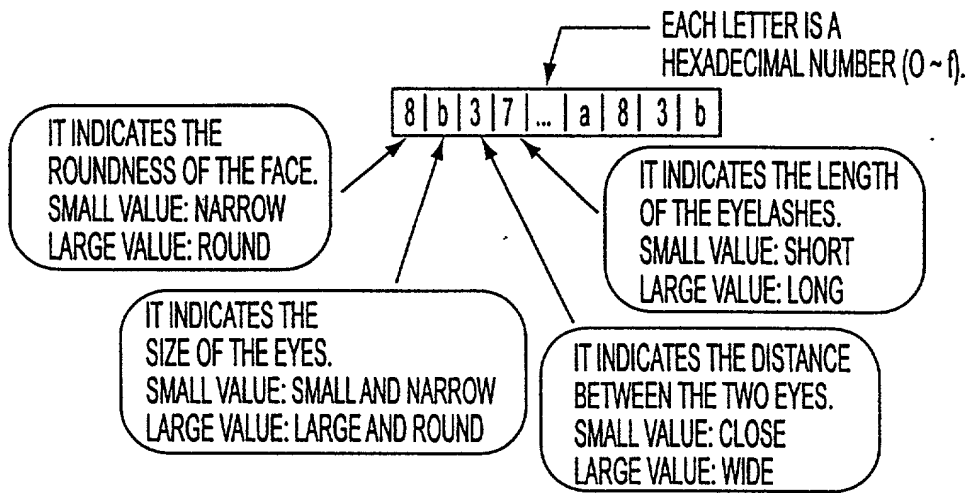 EACH LETTER IS A
HEXADECIMAL NUMBER (0 ~ f).
8 | b | 3 | 7 | ... | a | 8 | 3 | b
IT INDICATES THE
ROUNDNESS OF THE FACE.
SMALL VALUE: NARROW
LARGE VALUE: ROUND
IT INDICATES THE LENGTH
OF THE EYELASHES.
SMALL VALUE: SHORT
LARGE VALUE: LONG
IT INDICATES THE
SIZE OF THE EYES.
SMALL VALUE: SMALL AND NARROW
LARGE VALUE: LARGE AND ROUND
IT INDICATES THE DISTANCE
BETWEEN THE TWO EYES.
SMALL VALUE: CLOSE
LARGE VALUE: WIDE